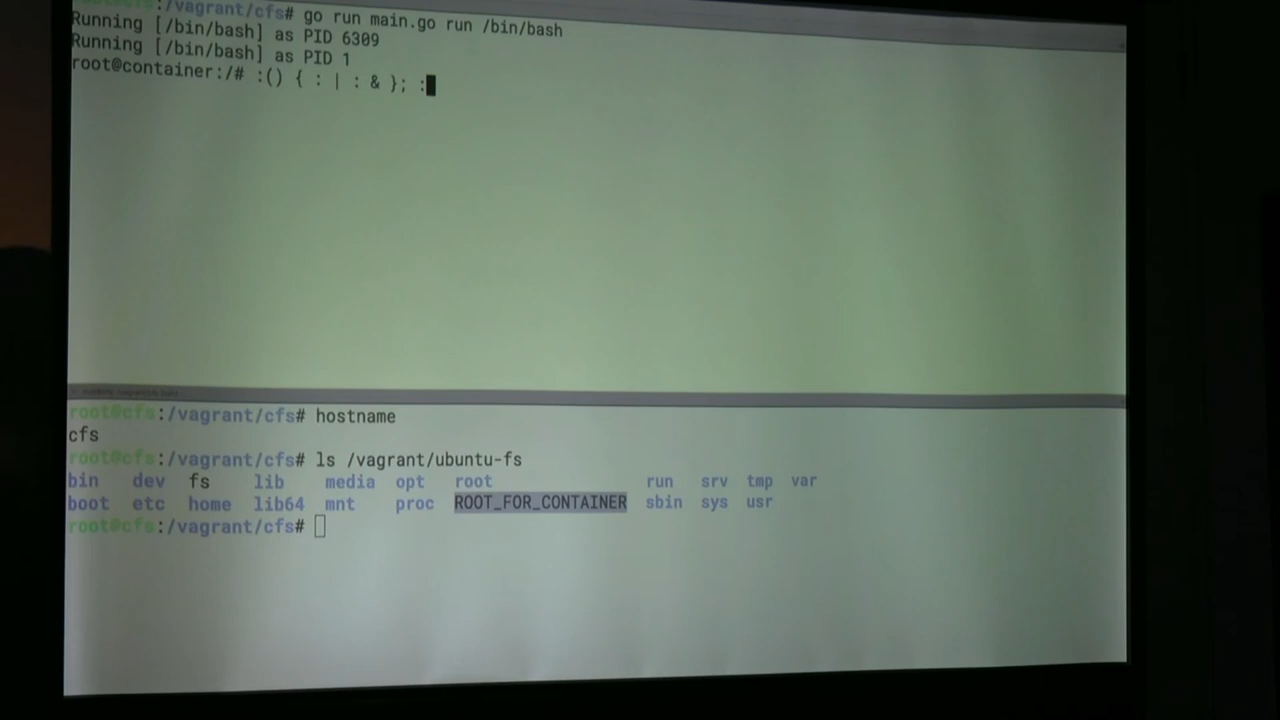 root@cfs:/vagrant/cfs# go run main.go run /bin/bash
Running [/bin/bash] as PID 6309
Running [/bin/bash] as PID 1
root@container:/# :() { : | : & }; :
root@cfs:/vagrant/cfs# hostname
cfs
root@cfs:/vagrant/cfs# ls /vagrant/ubuntu-fs
bin dev fs lib media opt root run srv tmp var
boot etc home lib64 mnt proc ROOT_FOR_CONTAINER sbin sys usr
root@cfs:/vagrant/cfs#